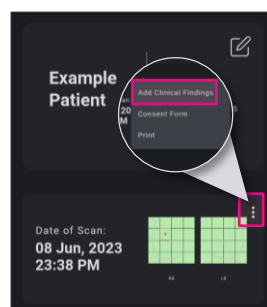 Example
Patient
Add Clinical Findings
Consent Form
Print
Date of Scan:
08 Jun, 2023
23:38 PM